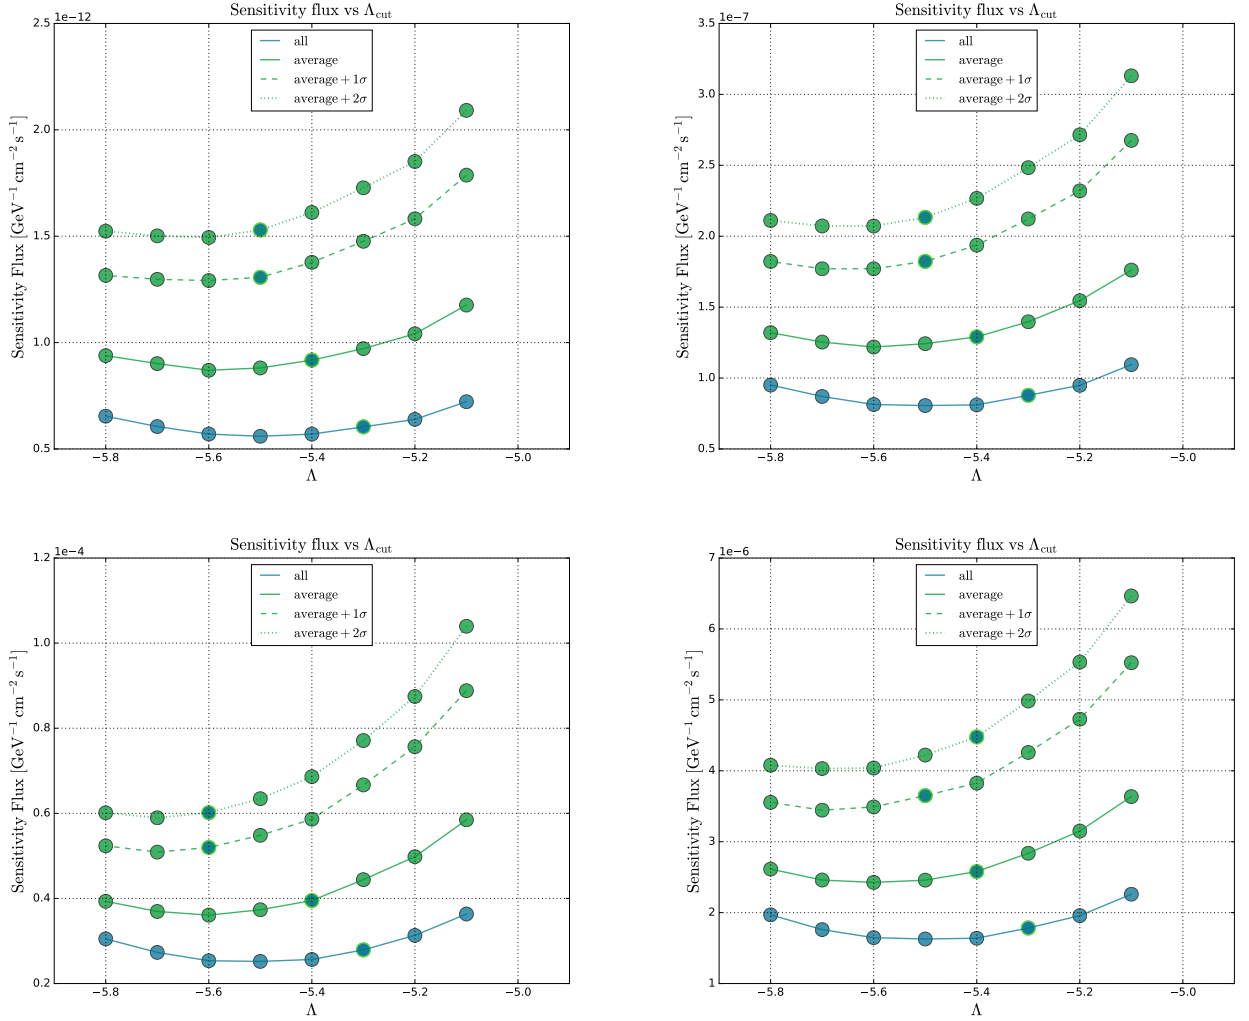 Sensitivity flux vs Λcut
1e−12
2.5
2.0
1.5
1.0
0.5
−5.8
−5.6
−5.4
−5.2
−5.0
Λ
Sensitivity Flux [GeV⁻¹ cm⁻² s⁻¹]
all
average
average + 1σ
average + 2σ
Sensitivity flux vs Λcut
1e−7
3.5
3.0
2.5
2.0
1.5
1.0
0.5
−5.8
−5.6
−5.4
−5.2
−5.0
Λ
Sensitivity Flux [GeV⁻¹ cm⁻² s⁻¹]
all
average
average + 1σ
average + 2σ
Sensitivity flux vs Λcut
1e−4
1.2
1.0
0.8
0.6
0.4
0.2
−5.8
−5.6
−5.4
−5.2
−5.0
Λ
Sensitivity Flux [GeV⁻¹ cm⁻² s⁻¹]
all
average
average + 1σ
average + 2σ
Sensitivity flux vs Λcut
1e−6
7
6
5
4
3
2
1
−5.8
−5.6
−5.4
−5.2
−5.0
Λ
Sensitivity Flux [GeV⁻¹ cm⁻² s⁻¹]
all
average
average + 1σ
average + 2σ